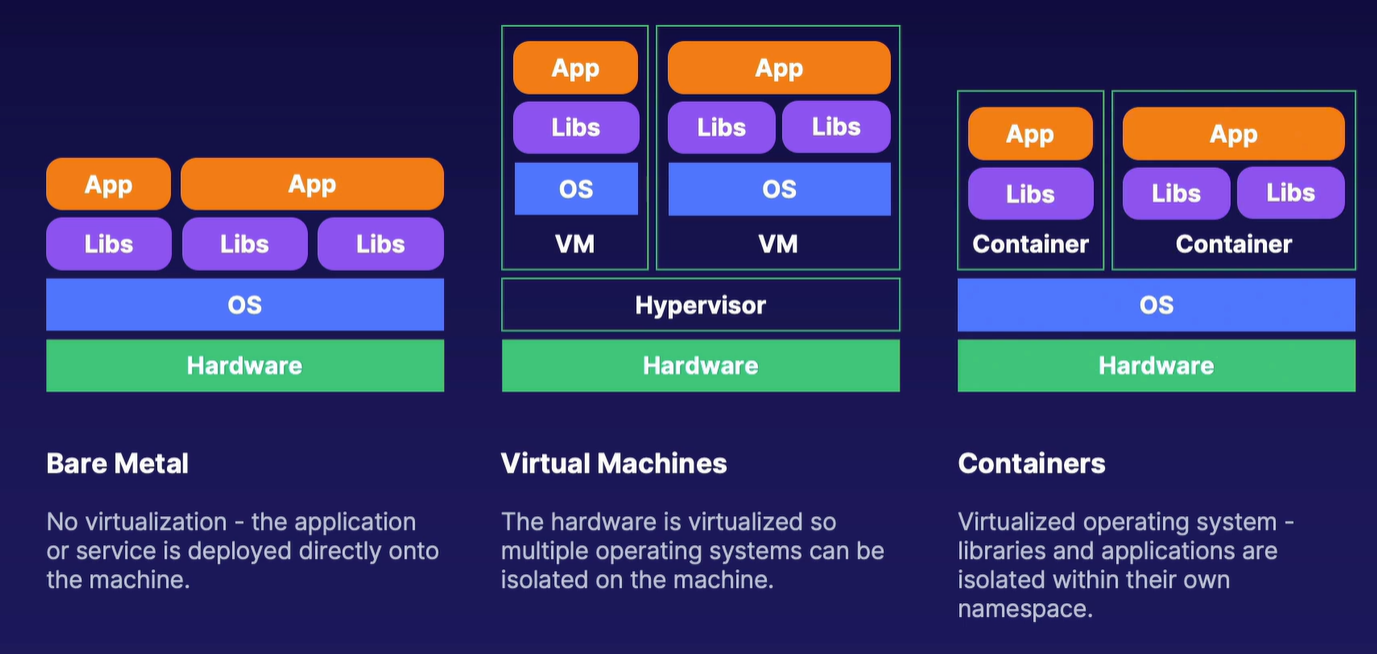 App App
Libs Libs Libs
OS
Hardware
Bare Metal
No virtualization - the application
or service is deployed directly onto
the machine.
App App
Libs Libs Libs
OS OS
VM VM
Hypervisor
Hardware
Virtual Machines
The hardware is virtualized so
multiple operating systems can be
isolated on the machine.
App App
Libs Libs Libs
Container Container
OS
Hardware
Containers
Virtualized operating system -
libraries and applications are
isolated within their own
namespace.